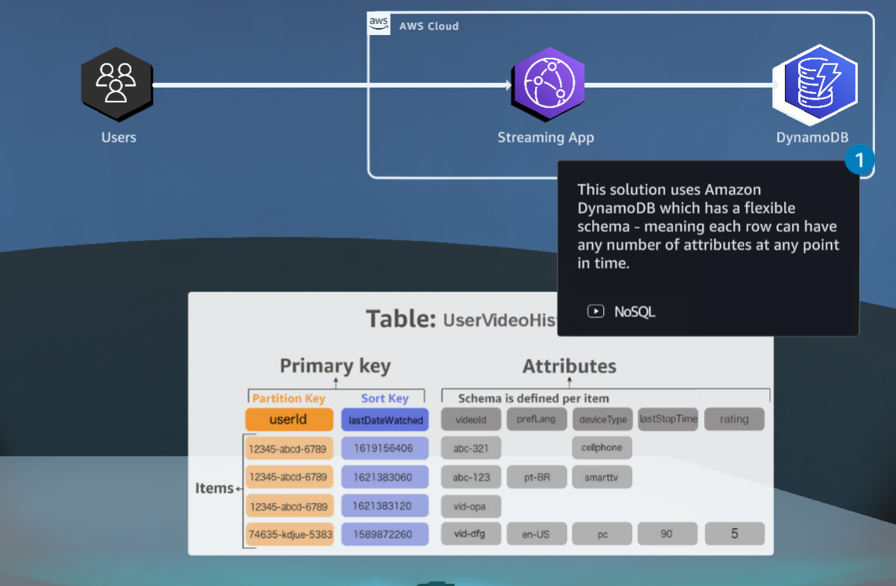 aws
AWS Cloud
Users
Streaming App
DynamoDB
1
This solution uses Amazon
DynamoDB which has a flexible
schema - meaning each row can have
any number of attributes at any point
in time.
NoSQL
Table: UserVideoHis
Primary key
Attributes
Partition Key Sort Key Schema is defined per item
userId lastDateWatched videoId prefLang deviceType lastStopTime rating
Items
12345-abcd-6789 1619156406 abc-321 cellphone
12345-abcd-6789 1621383060 abc-123 pt-BR smarttv
12345-abcd-6789 1621383120 vid-opa
74635-kdjue-5383 1589872260 vid-dfg en-US pc 90 5